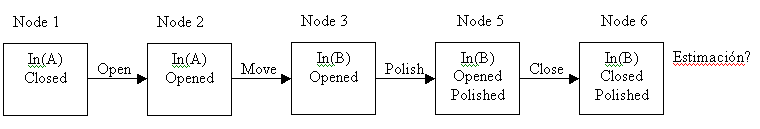 Node 1
Node 2
Node 3
Node 5
Node 6
In(A)
Closed
Open
In(A)
Opened
Move
In(B)
Opened
Polish
In(B)
Opened
Polished
Close
In(B)
Closed
Polished
Estimación?